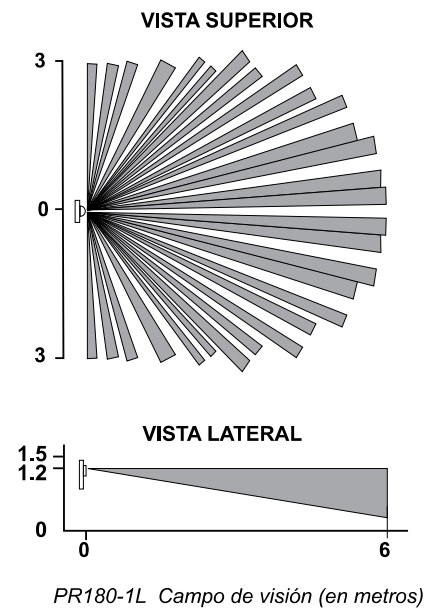 VISTA SUPERIOR
3
0
3
VISTA LATERAL
1.5
1.2
0
0
6
PR180-1L Campo de visión (en metros)